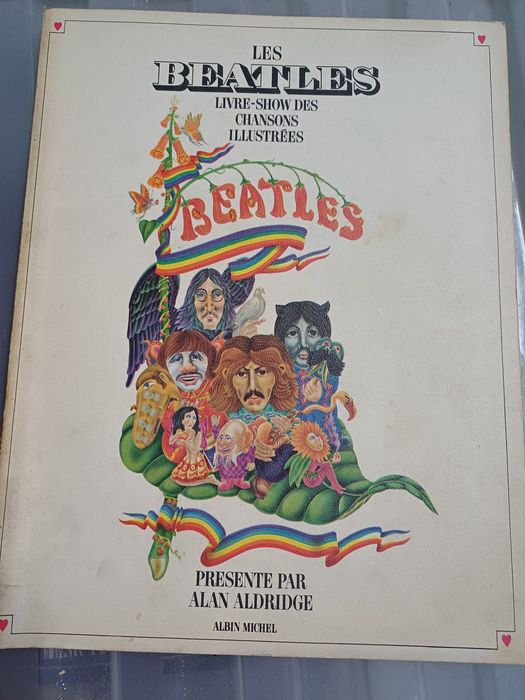 LES
BEATLES
LIVRE-SHOW DES
CHANSONS
ILLUSTRÉES
BEATLES
PRESENTE PAR
ALAN ALDRIDGE
ALBIN MICHEL